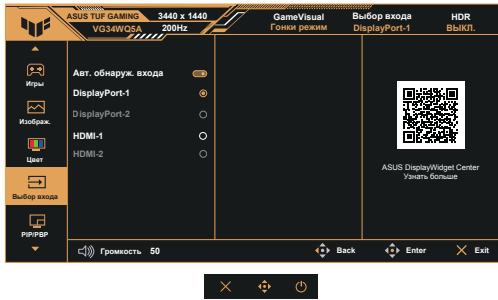 ASUS TUF GAMING 3440 x 1440
VG34WQ5A 200Hz
GameVisual
Гонки режим
Выбор входа
DisplayPort-1
HDR
ВЫКЛ.
Игры
Изображ.
Цвет
Выбор входа
PIP/PBP
Авт. обнаруж. входа
DisplayPort-1
DisplayPort-2
HDMI-1
HDMI-2
ASUS DisplayWidget Center
Узнать больше
Громкость 50
Back
Enter
Exit